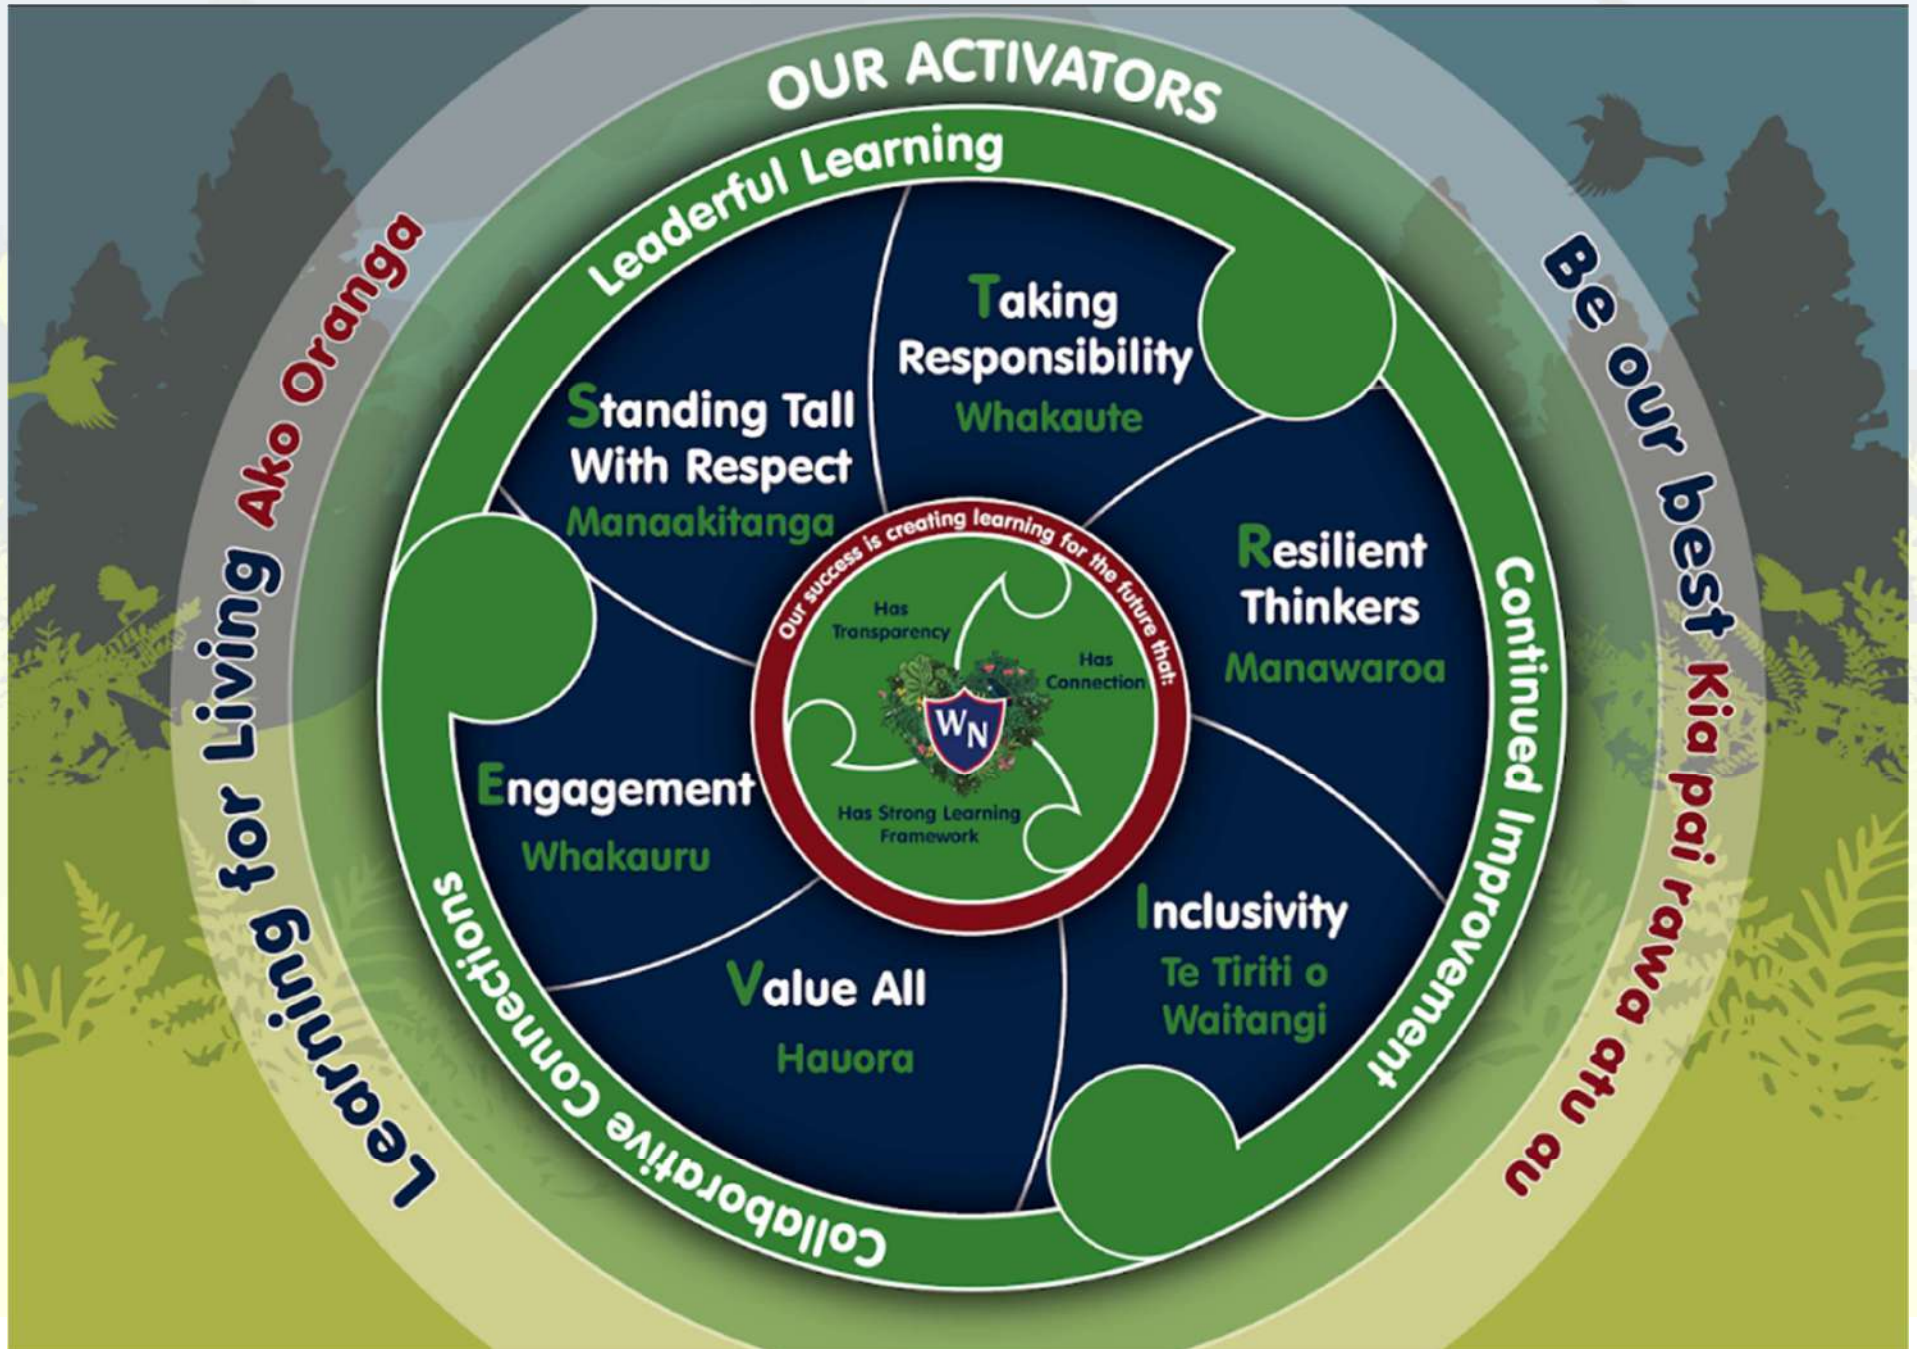 OUR ACTIVATORS
Learning for Living Ako Oranga
Be our best Kia pai rawa atu au
Leaderful Learning
Continued Improvement
Collaborative Connections
Standing Tall
With Respect
Manaakitanga
Taking
Responsibility
Whakaute
Resilient
Thinkers
Manawaroa
Inclusivity
Te Tiriti o
Waitangi
Value All
Hauora
Engagement
Whakauru
Our success is creating learning for the future that:
Has
Transparency
Has
Connection
Has Strong Learning
Framework
WN